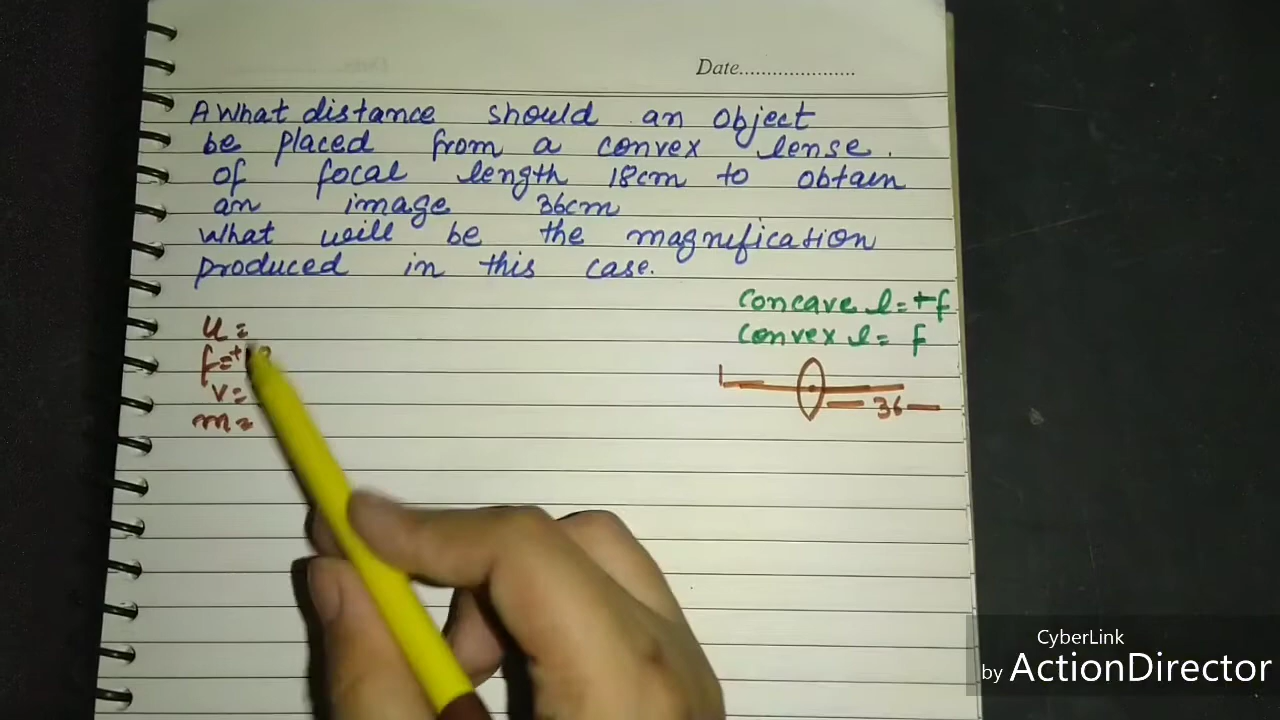 Date.....................
A What distance should an object
be placed from a convex lense.
of focal length 18cm to obtain
an image 36cm
What will be the magnification
produced in this case.
Concave l = +f
Convex l = f
u =
f = +
v =
m =
36
CyberLink
by ActionDirector